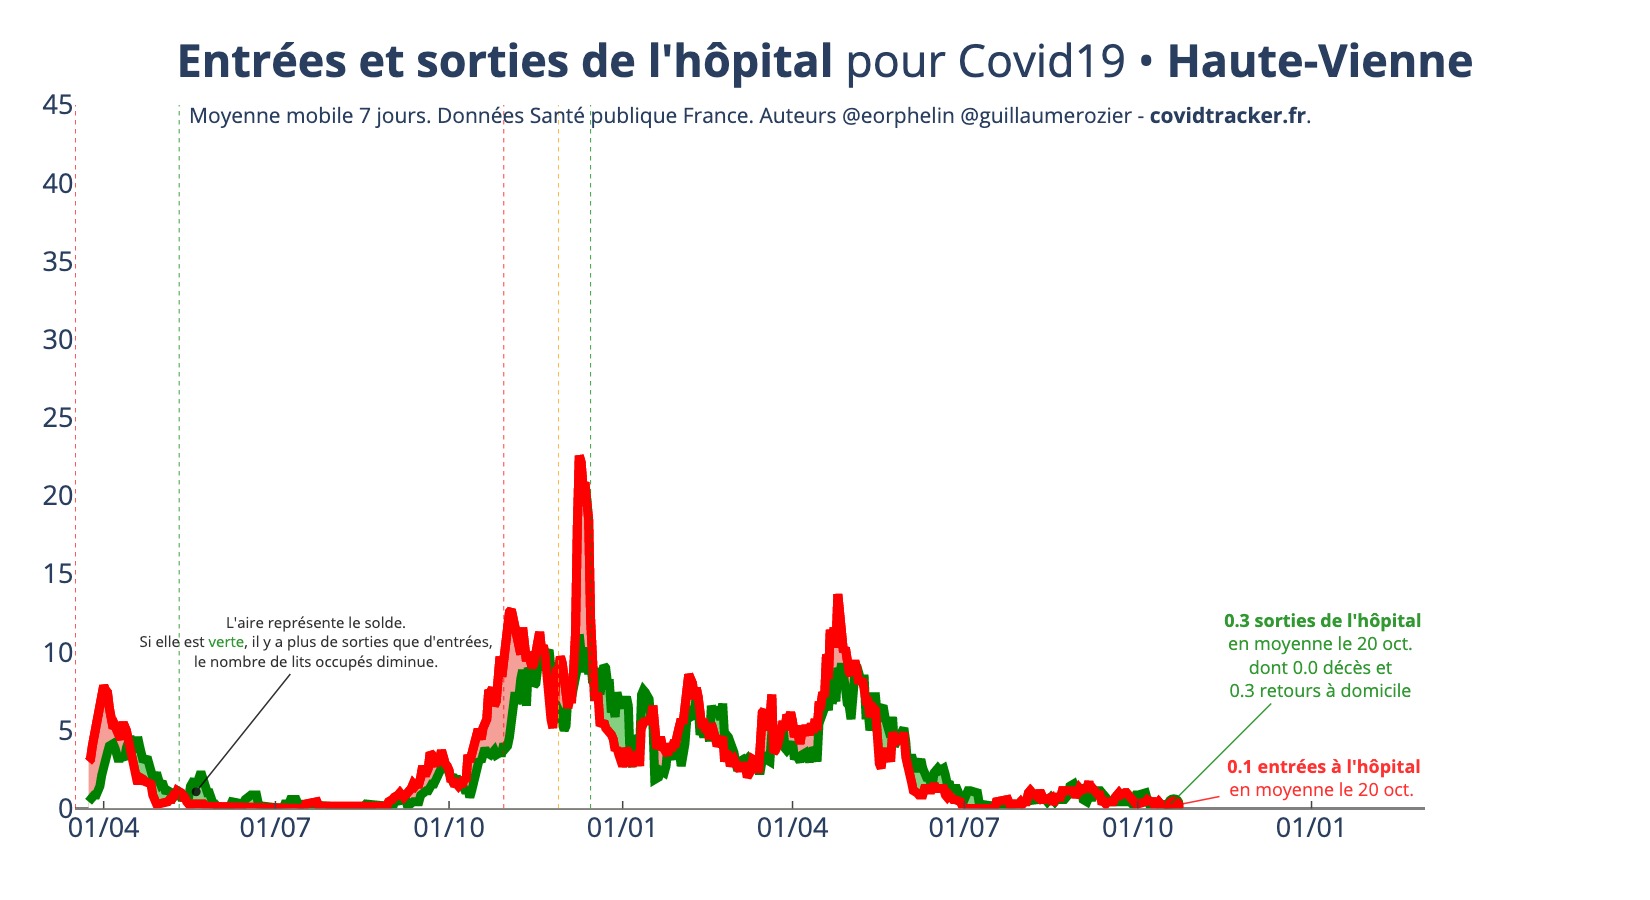 Entrées et sorties de l'hôpital pour Covid19 • Haute-Vienne
Moyenne mobile 7 jours. Données Santé publique France. Auteurs @eorphelin @guillaumerozier - covidtracker.fr.
45
40
35
30
25
20
15
10
5
0
L'aire représente le solde.
Si elle est verte, il y a plus de sorties que d'entrées,
le nombre de lits occupés diminue.
0.3 sorties de l'hôpital
en moyenne le 20 oct.
dont 0.0 décès et
0.3 retours à domicile
0.1 entrées à l'hôpital
en moyenne le 20 oct.
01/04 01/07 01/10 01/01 01/04 01/07 01/10 01/01